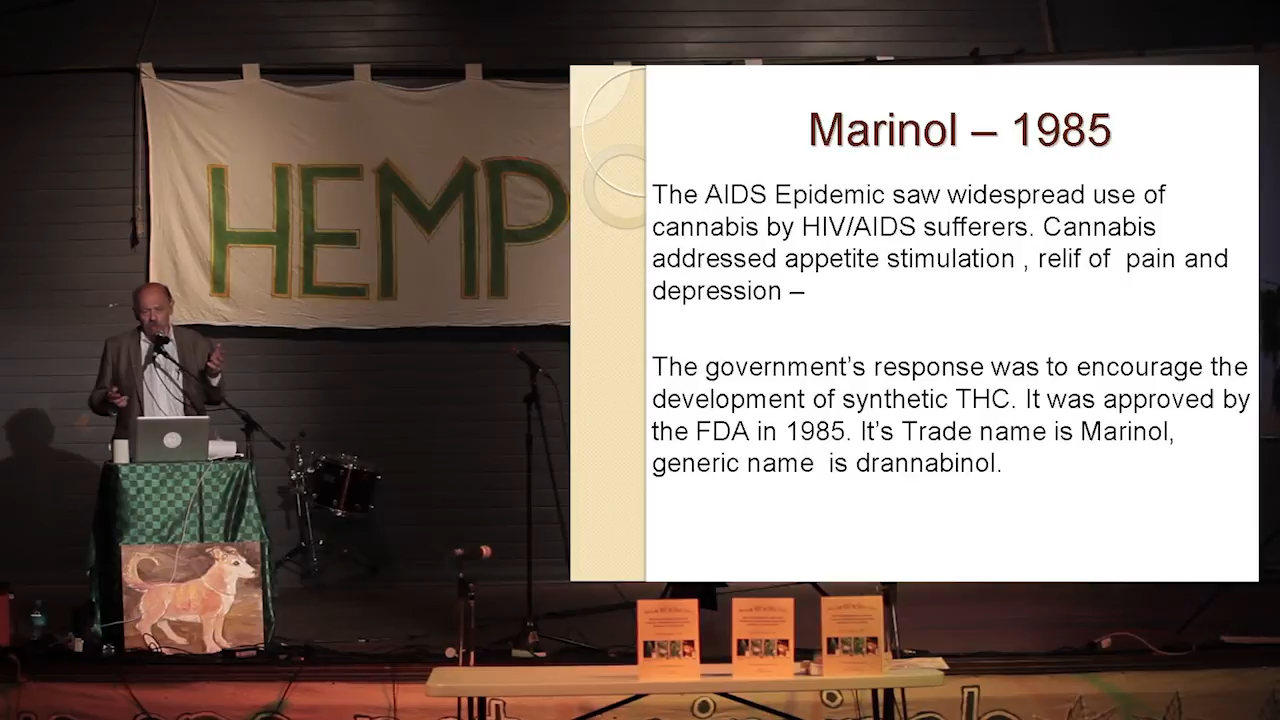 HEMP
Marinol – 1985
The AIDS Epidemic saw widespread use of
cannabis by HIV/AIDS sufferers. Cannabis
addressed appetite stimulation , relif of  pain and
depression –
The government’s response was to encourage the
development of synthetic THC. It was approved by
the FDA in 1985. It’s Trade name is Marinol,
generic name  is drannabinol.